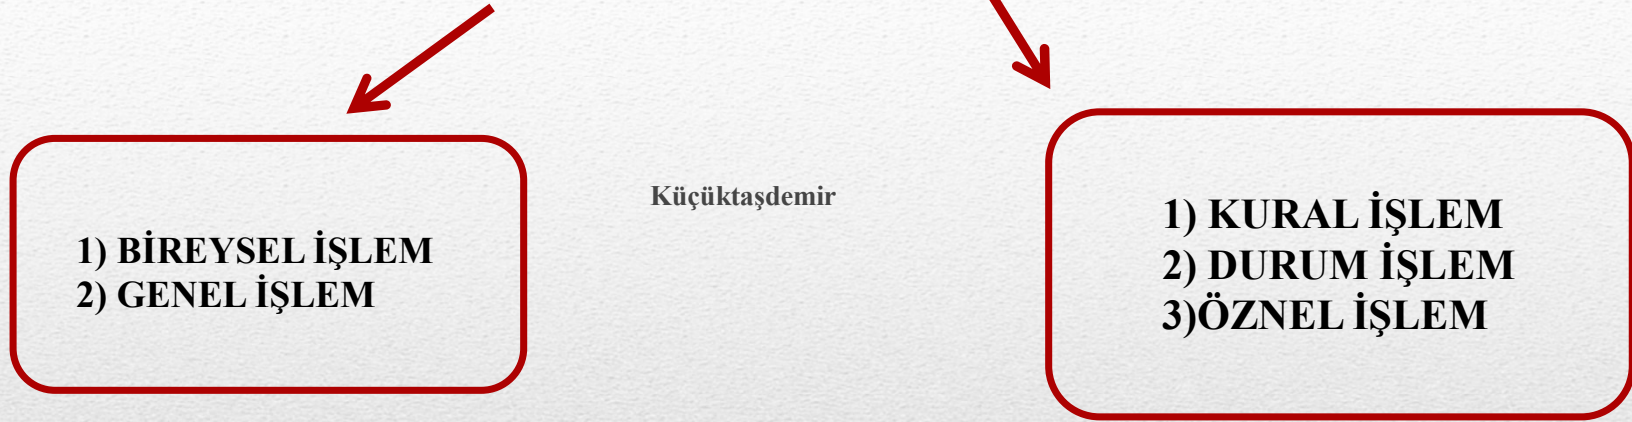 1) BİREYSEL İŞLEM
2) GENEL İŞLEM
Küçüktaşdemir
1) KURAL İŞLEM
2) DURUM İŞLEM
3)ÖZNEL İŞLEM